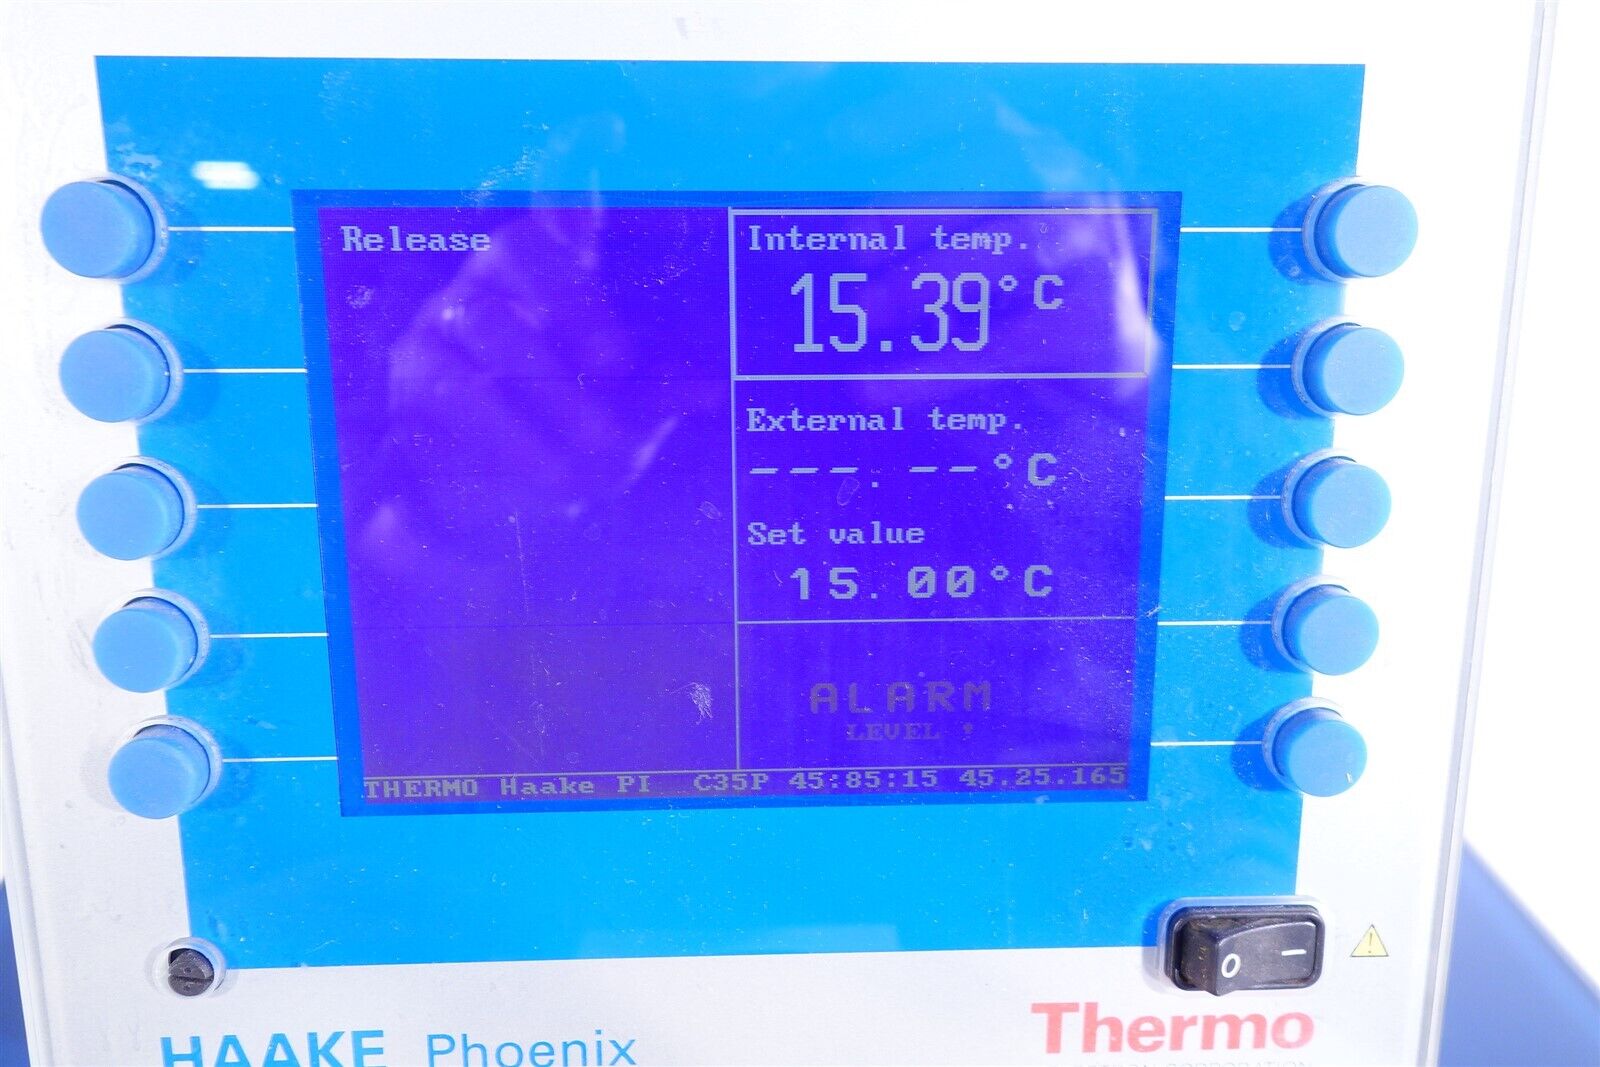 Release
Internal temp.
15.39°C
External temp.
---.--°C
Set value
15.00°C
ALARM
LEVEL !
THERMO Haake PI C35P 45:85:15 45.25.165
O –
HAAKE Phoenix
Thermo